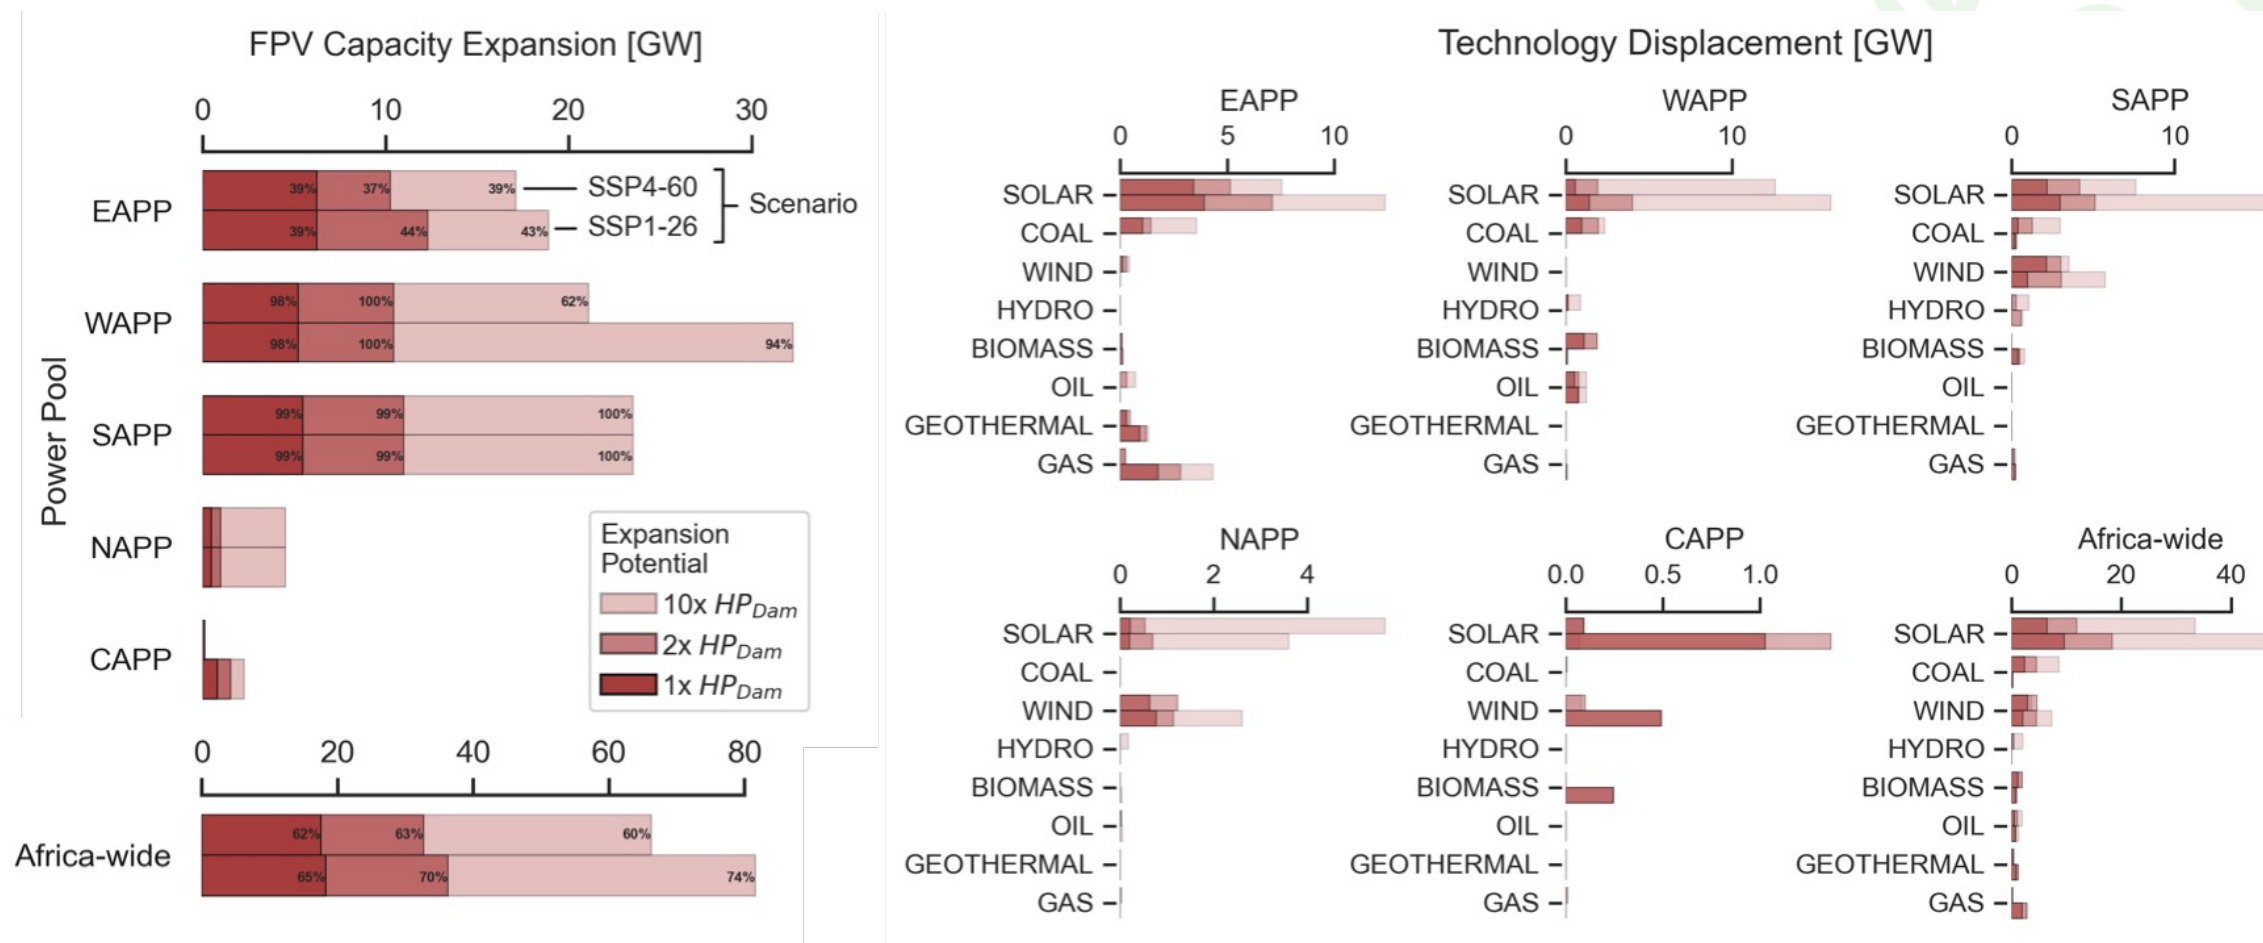 FPV Capacity Expansion [GW]
0 10 20 30
EAPP
39% 37% 39%
SSP4-60
39% 44% 43%
SSP1-26
Scenario
WAPP
98% 100% 62%
98% 100% 94%
SAPP
99% 99% 100%
99% 99% 100%
NAPP
CAPP
Power Pool
Expansion
Potential
10x HP_Dam
2x HP_Dam
1x HP_Dam
0 20 40 60 80
Africa-wide
62% 63% 60%
65% 70% 74%
Technology Displacement [GW]
EAPP
0 5 10
SOLAR
COAL
WIND
HYDRO
BIOMASS
OIL
GEOTHERMAL
GAS
WAPP
0 10
SOLAR
COAL
WIND
HYDRO
BIOMASS
OIL
GEOTHERMAL
GAS
SAPP
0 10
SOLAR
COAL
WIND
HYDRO
BIOMASS
OIL
GEOTHERMAL
GAS
NAPP
0 2 4
SOLAR
COAL
WIND
HYDRO
BIOMASS
OIL
GEOTHERMAL
GAS
CAPP
0.0 0.5 1.0
SOLAR
COAL
WIND
HYDRO
BIOMASS
OIL
GEOTHERMAL
GAS
Africa-wide
0 20 40
SOLAR
COAL
WIND
HYDRO
BIOMASS
OIL
GEOTHERMAL
GAS